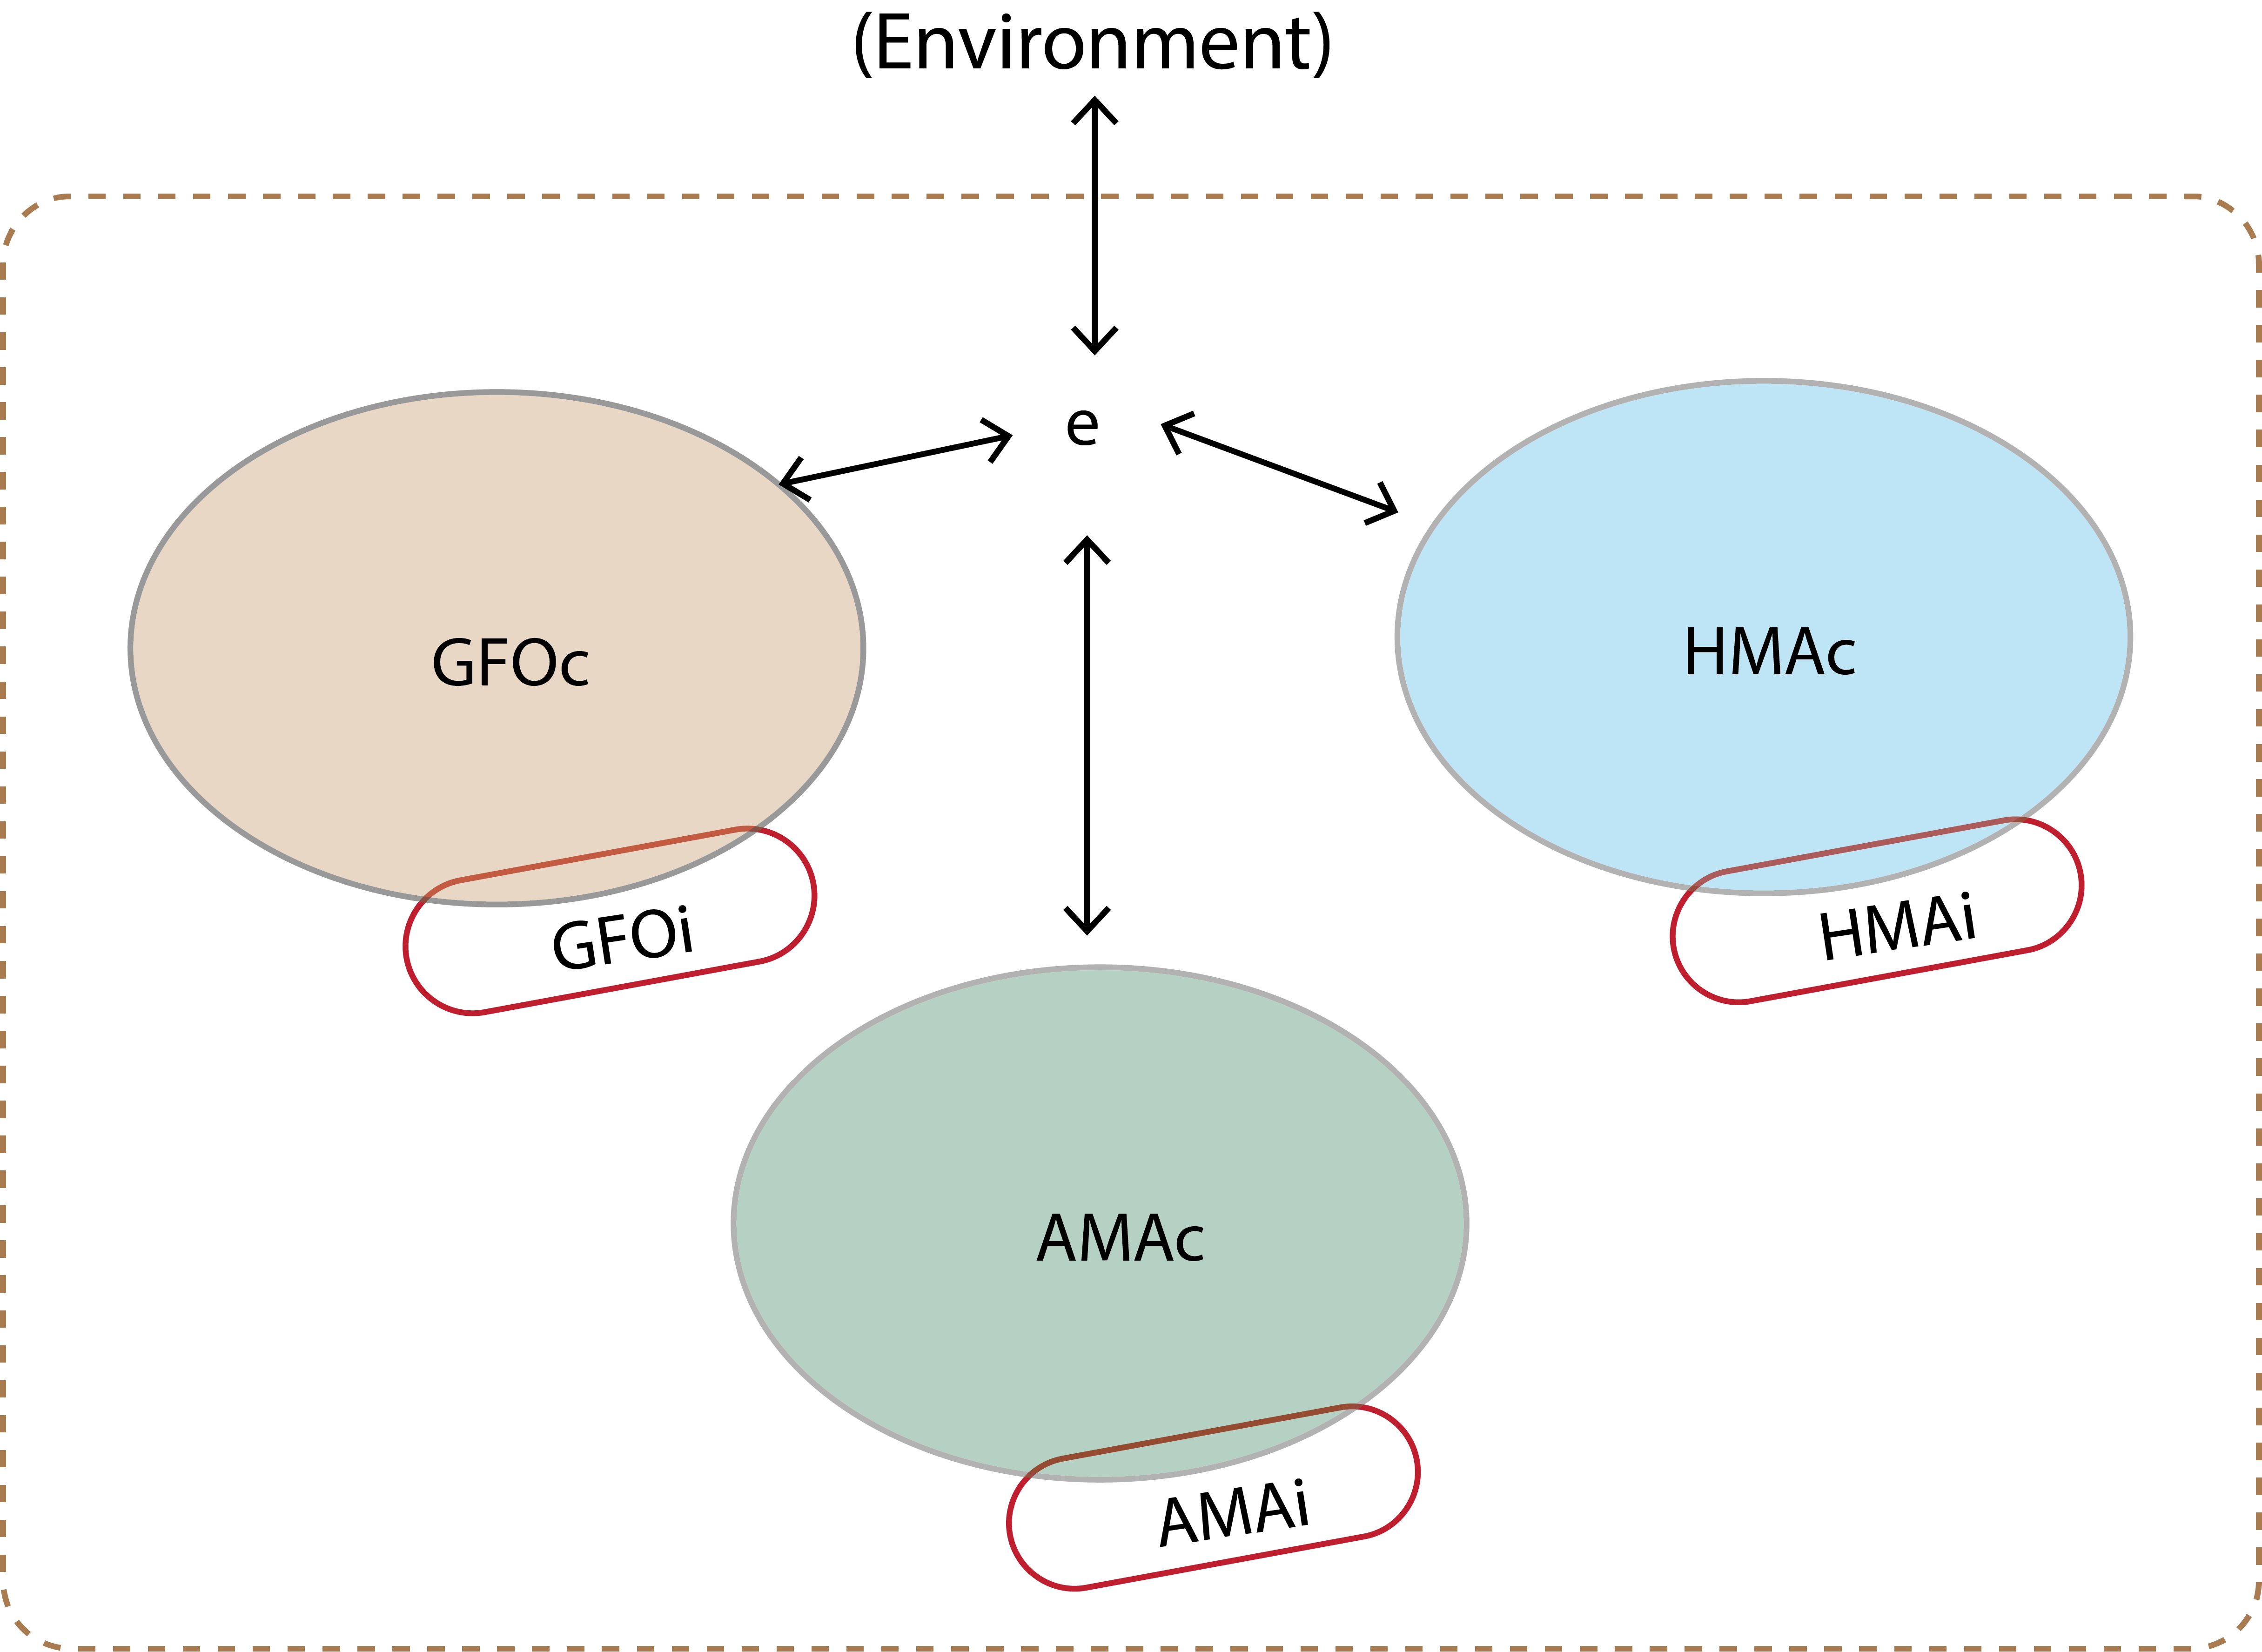 (Environment)
e
GFOc
HMAc
GFOi
HMAi
AMAc
AMAi